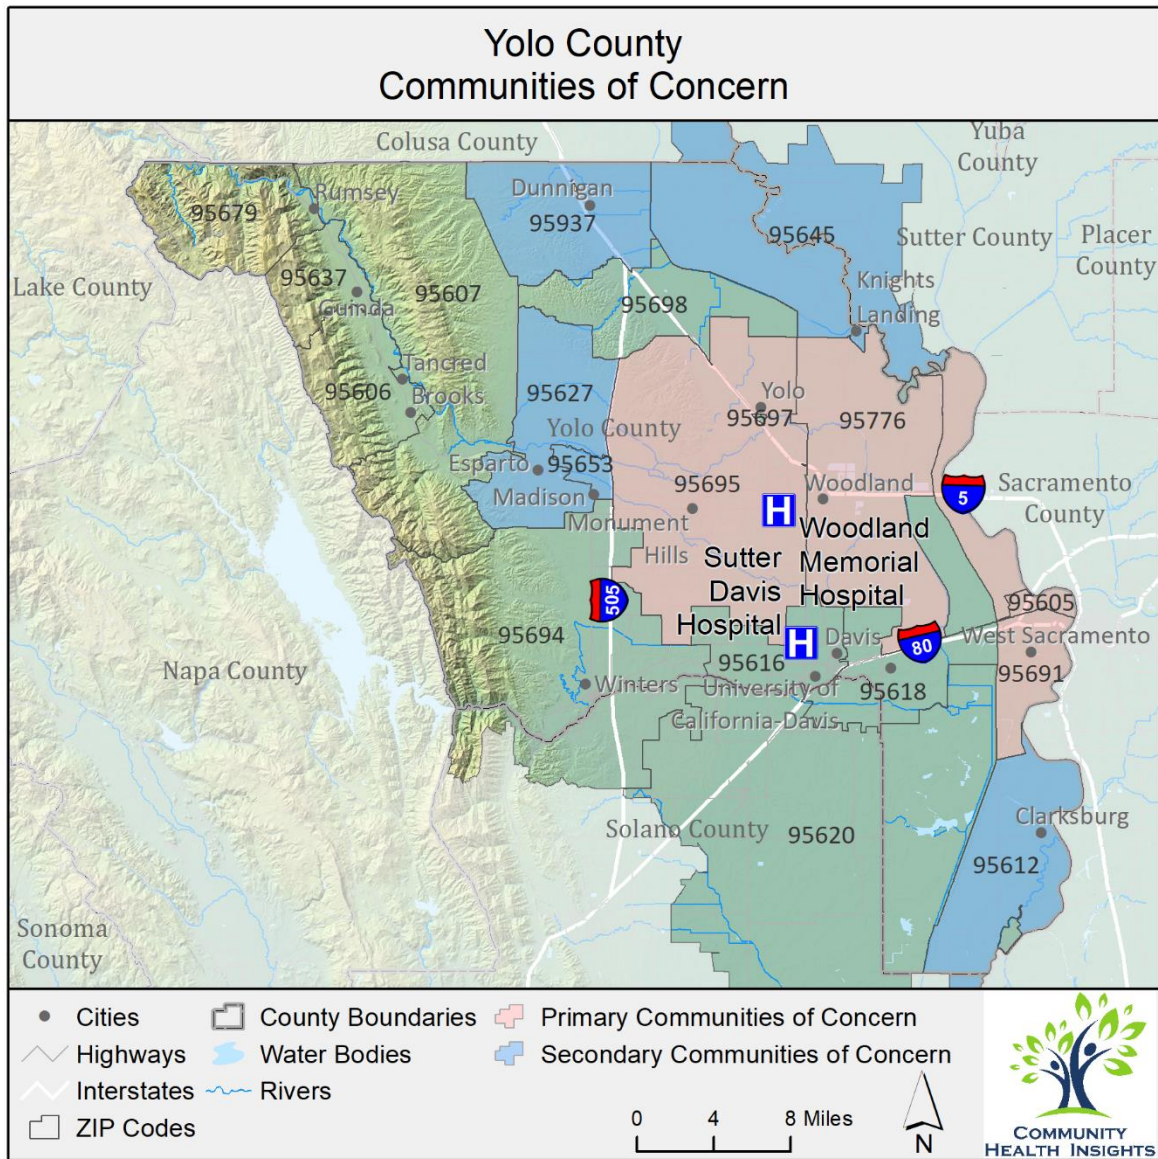 Yolo County
Communities of Concern
Colusa County
Yuba
County
Rumsey
Dunnigan
95679
95937
95645
Sutter County
Placer
County
Lake County
95637
95607
Guinda
95698
Knights
Landing
Tancred
95606
Brooks
95627
Yolo
95697
95776
Yolo County
Esparto
95653
Madison
95695
Woodland
5
Sacramento
County
Monument
Hills
H
Woodland
Memorial
Hospital
Sutter
Davis
Hospital
505
95605
95694
H
Davis
80
West Sacramento
Napa County
95616
95691
Winters
University of
California-Davis
95618
Solano County
95620
Clarksburg
95612
Sonoma
County
Cities
County Boundaries
Primary Communities of Concern
Highways
Water Bodies
Secondary Communities of Concern
Interstates
Rivers
ZIP Codes
0 4 8 Miles
N
COMMUNITY
HEALTH INSIGHTS